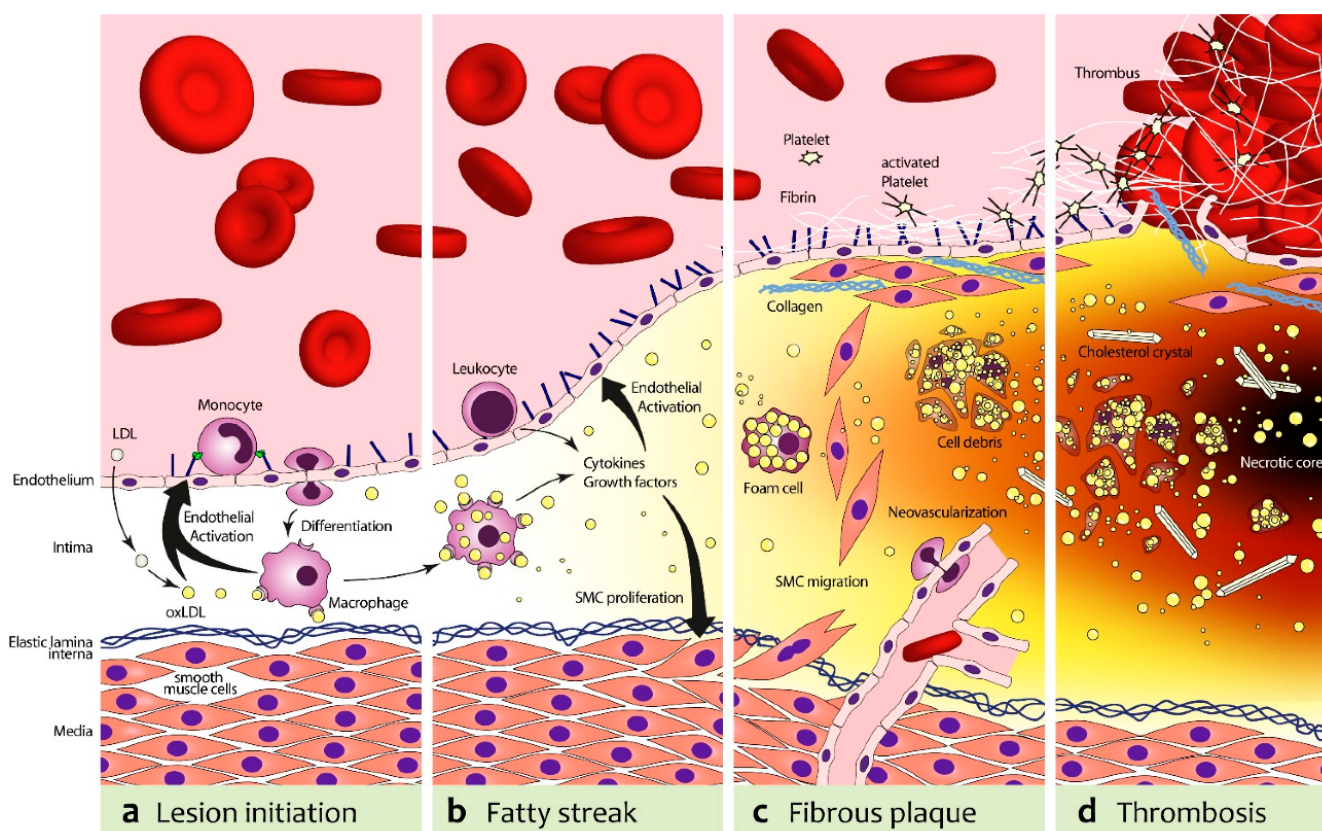 LDL
Monocyte
Endothelium
Endothelial
Activation
Differentiation
Intima
oxLDL
Macrophage
Elastic lamina
interna
smooth
muscle cells
Media
a Lesion initiation
Leukocyte
Endothelial
Activation
Cytokines
Growth factors
SMC proliferation
b Fatty streak
Platelet
activated
Platelet
Fibrin
Collagen
Cell debris
Foam cell
Neovascularization
SMC migration
c Fibrous plaque
Thrombus
Cholesterol crystal
Necrotic core
d Thrombosis